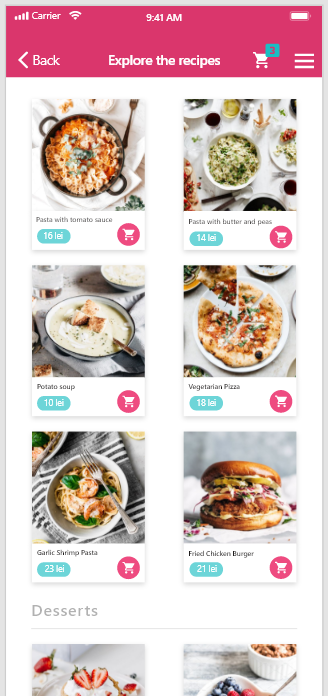 Carrier 9:41 AM
Back Explore the recipes 3
Pasta with tomato sauce
16 lei
Pasta with butter and peas
14 lei
Potato soup
10 lei
Vegetarian Pizza
18 lei
Garlic Shrimp Pasta
23 lei
Fried Chicken Burger
21 lei
Desserts